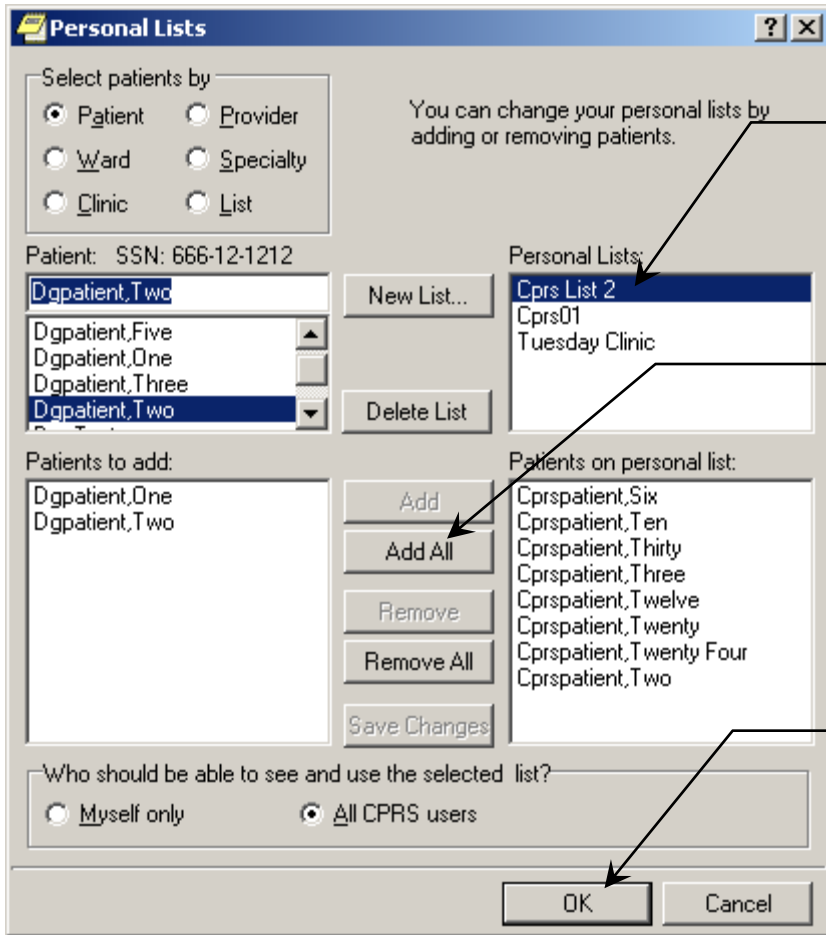 Personal Lists
Select patients by
Patient
Provider
Ward
Specialty
Clinic
List
You can change your personal lists by
adding or removing patients.
Patient: SSN: 666-12-1212
Dgpatient,Two
Dgpatient,Five
Dgpatient,One
Dgpatient,Three
Dgpatient,Two
New List...
Delete List
Personal Lists:
Cprs List 2
Cprs01
Tuesday Clinic
Patients to add:
Dgpatient,One
Dgpatient,Two
Add
Add All
Remove
Remove All
Save Changes
Patients on personal list:
Cprspatient,Six
Cprspatient,Ten
Cprspatient,Thirty
Cprspatient,Three
Cprspatient,Twelve
Cprspatient,Twenty
Cprspatient,Twenty Four
Cprspatient,Two
Who should be able to see and use the selected list?
Myself only
All CPRS users
OK
Cancel